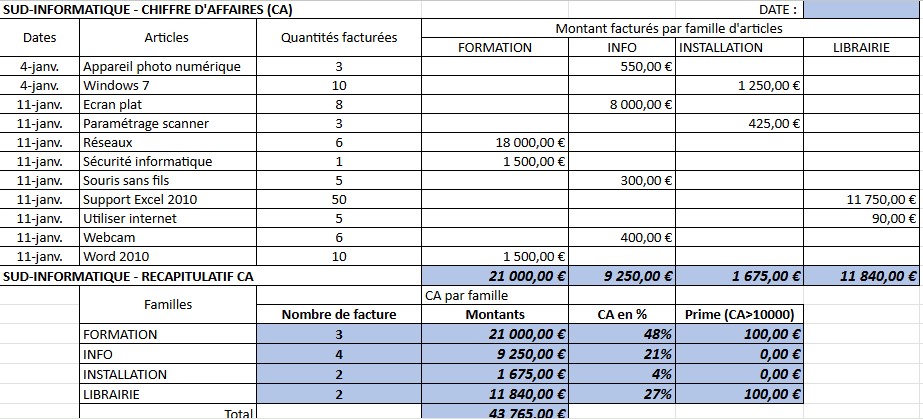 SUD-INFORMATIQUE - CHIFFRE D'AFFAIRES (CA) DATE :
Dates Articles Quantités facturées Montant facturés par famille d'articles
FORMATION INFO INSTALLATION LIBRAIRIE
4-janv. Appareil photo numérique 3 550,00 €
4-janv. Windows 7 10 1 250,00 €
11-janv. Ecran plat 8 8 000,00 €
11-janv. Paramétrage scanner 3 425,00 €
11-janv. Réseaux 6 18 000,00 €
11-janv. Sécurité informatique 1 1 500,00 €
11-janv. Souris sans fils 5 300,00 €
11-janv. Support Excel 2010 50 11 750,00 €
11-janv. Utiliser internet 5 90,00 €
11-janv. Webcam 6 400,00 €
11-janv. Word 2010 10 1 500,00 €
SUD-INFORMATIQUE - RECAPITULATIF CA 21 000,00 € 9 250,00 € 1 675,00 € 11 840,00 €
Familles CA par famille
Nombre de facture Montants CA en % Prime (CA>10000)
FORMATION 3 21 000,00 € 48% 100,00 €
INFO 4 9 250,00 € 21% 0,00 €
INSTALLATION 2 1 675,00 € 4% 0,00 €
LIBRAIRIE 2 11 840,00 € 27% 100,00 €
Total 43 765,00 €